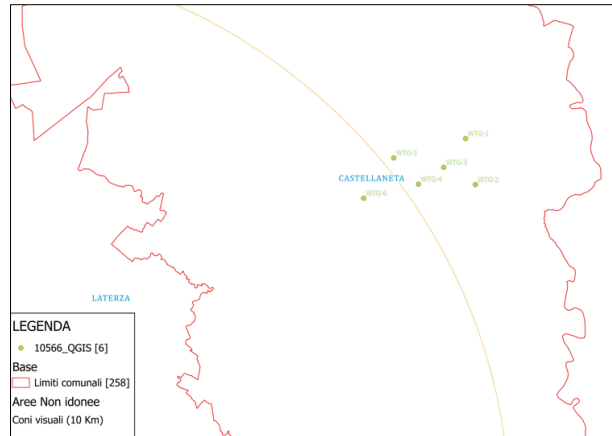 WTG-1
WTG-5
WTG-3
CASTELLANETA
WTG-4
WTG-2
WTG-6
LATERZA
LEGENDA
10566_QGIS [6]
Base
Limiti comunali [258]
Aree Non idonee
Coni visuali (10 Km)